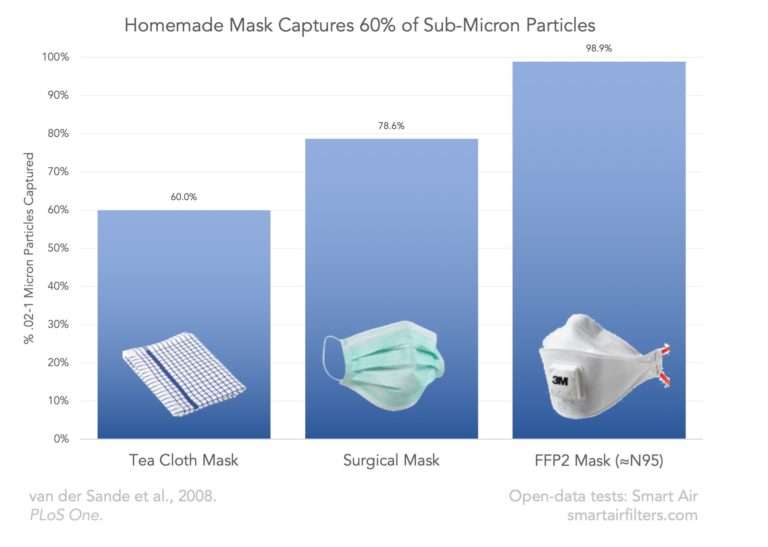 Homemade Mask Captures 60% of Sub-Micron Particles
% .02-1 Micron Particles Captured
100%
90%
80%
70%
60%
50%
40%
30%
20%
10%
0%
60.0%
78.6%
98.9%
3M
Tea Cloth Mask
Surgical Mask
FFP2 Mask (≈N95)
van der Sande et al., 2008.
PLoS One.
Open-data tests: Smart Air
smartairfilters.com